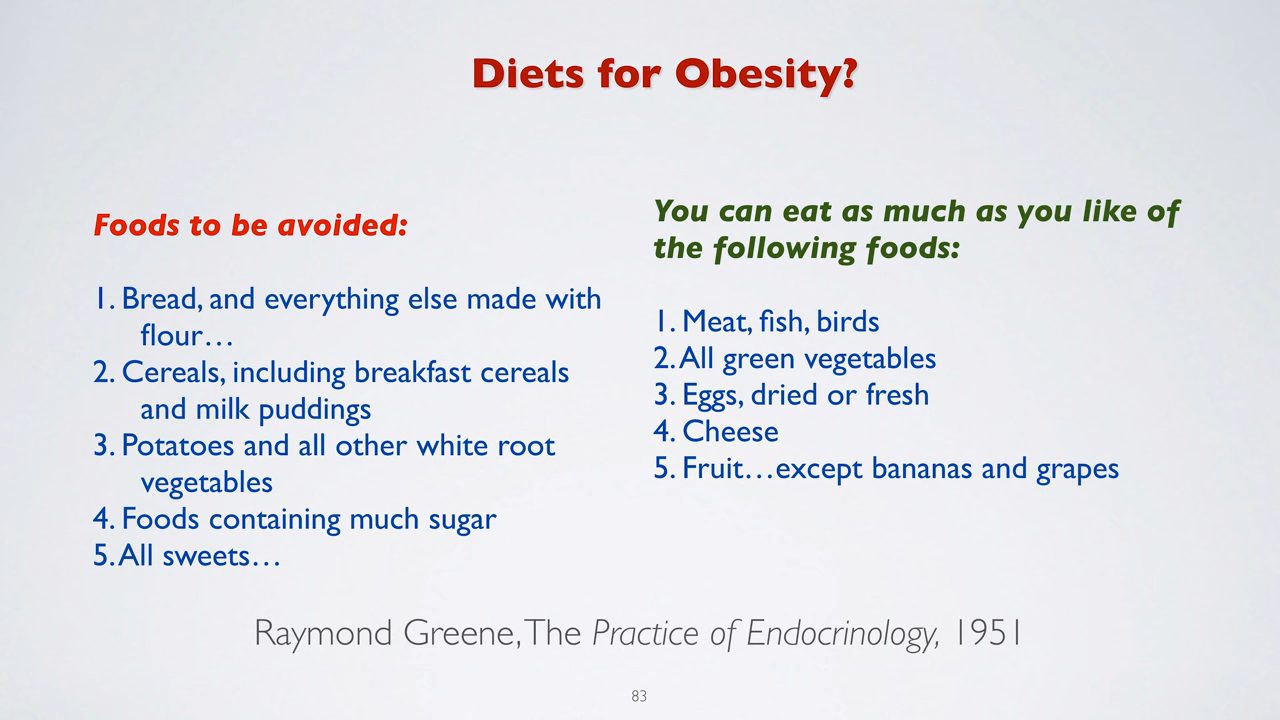 Diets for Obesity?
Foods to be avoided:
1. Bread, and everything else made with
flour…
2. Cereals, including breakfast cereals
and milk puddings
3. Potatoes and all other white root
vegetables
4. Foods containing much sugar
5. All sweets…
You can eat as much as you like of
the following foods:
1. Meat, fish, birds
2. All green vegetables
3. Eggs, dried or fresh
4. Cheese
5. Fruit…except bananas and grapes
Raymond Greene, The Practice of Endocrinology, 1951
83